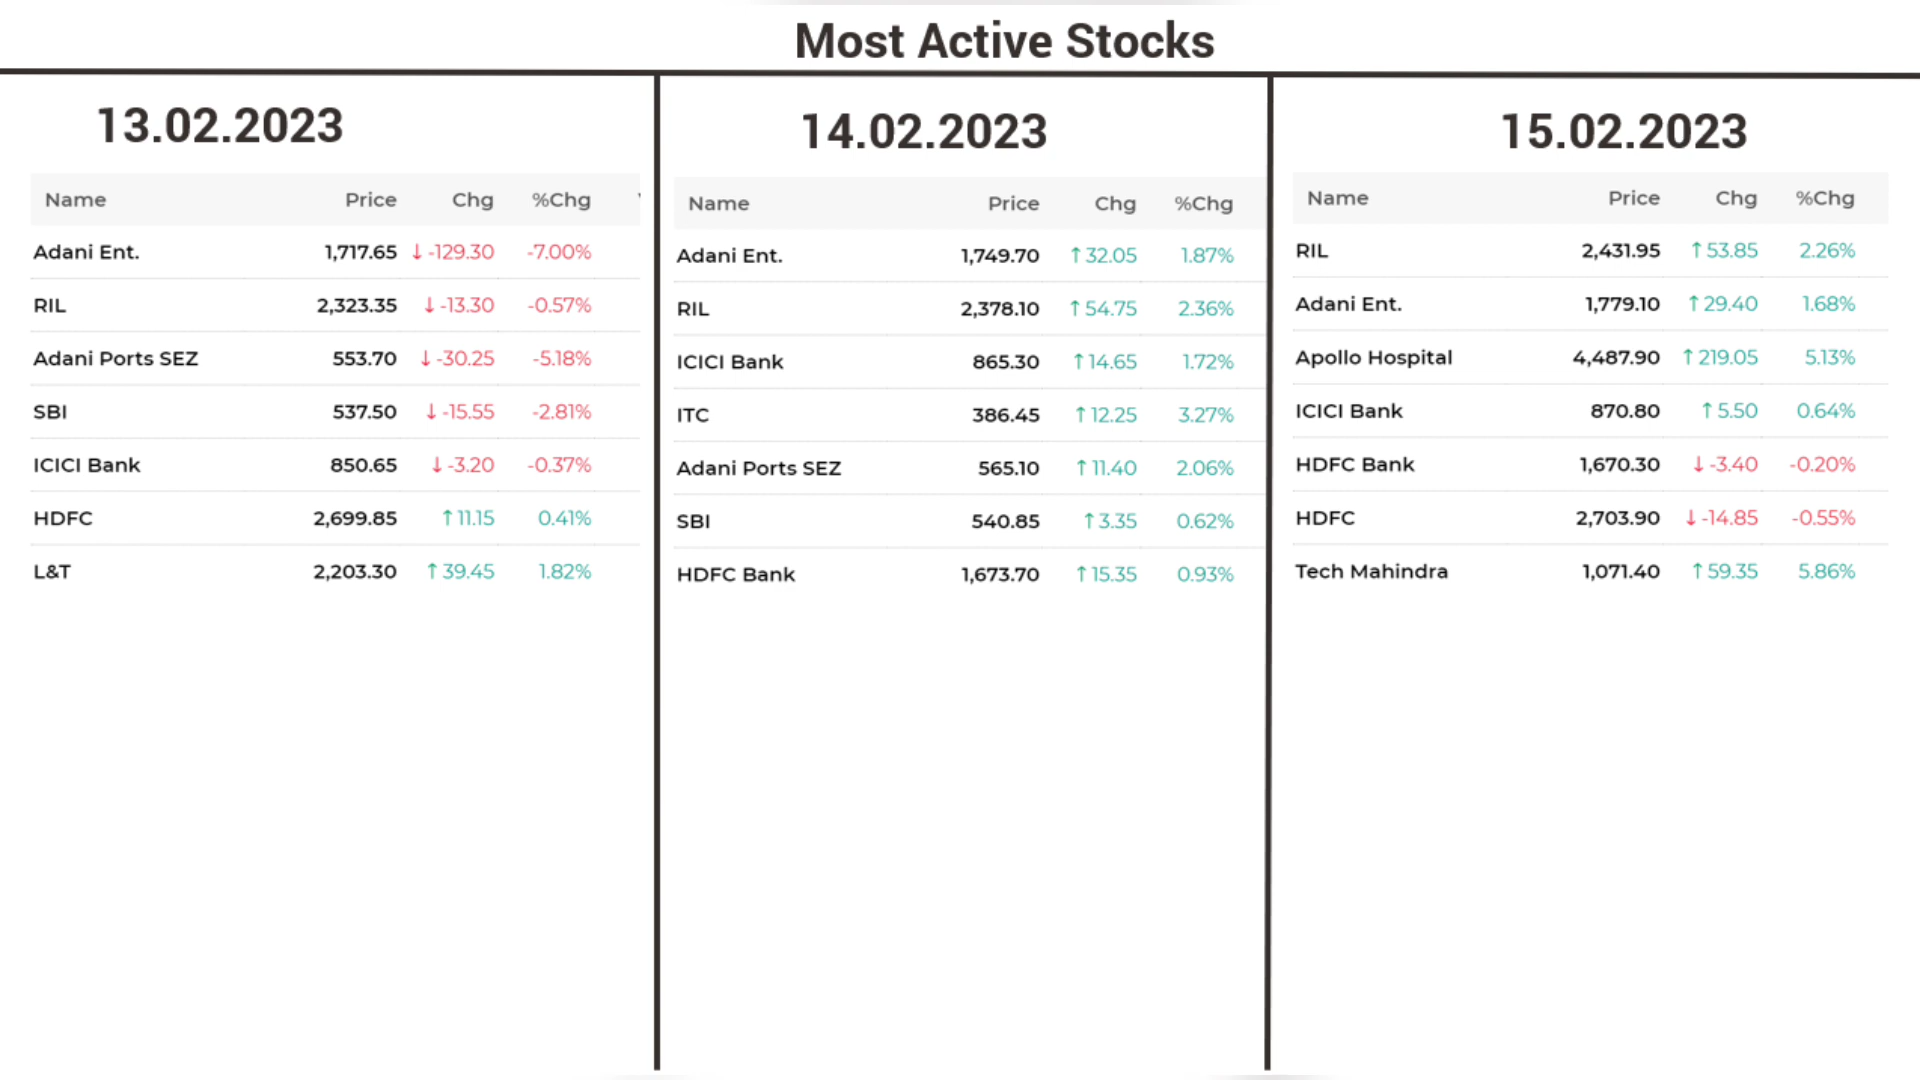 Most Active Stocks
13.02.2023
Name Price Chg %Chg
Adani Ent. 1,717.65 ↓ -129.30 -7.00%
RIL 2,323.35 ↓ -13.30 -0.57%
Adani Ports SEZ 553.70 ↓ -30.25 -5.18%
SBI 537.50 ↓ -15.55 -2.81%
ICICI Bank 850.65 ↓ -3.20 -0.37%
HDFC 2,699.85 ↑ 11.15 0.41%
L&T 2,203.30 ↑ 39.45 1.82%
14.02.2023
Name Price Chg %Chg
Adani Ent. 1,749.70 ↑ 32.05 1.87%
RIL 2,378.10 ↑ 54.75 2.36%
ICICI Bank 865.30 ↑ 14.65 1.72%
ITC 386.45 ↑ 12.25 3.27%
Adani Ports SEZ 565.10 ↑ 11.40 2.06%
SBI 540.85 ↑ 3.35 0.62%
HDFC Bank 1,673.70 ↑ 15.35 0.93%
15.02.2023
Name Price Chg %Chg
RIL 2,431.95 ↑ 53.85 2.26%
Adani Ent. 1,779.10 ↑ 29.40 1.68%
Apollo Hospital 4,487.90 ↑ 219.05 5.13%
ICICI Bank 870.80 ↑ 5.50 0.64%
HDFC Bank 1,670.30 ↓ -3.40 -0.20%
HDFC 2,703.90 ↓ -14.85 -0.55%
Tech Mahindra 1,071.40 ↑ 59.35 5.86%